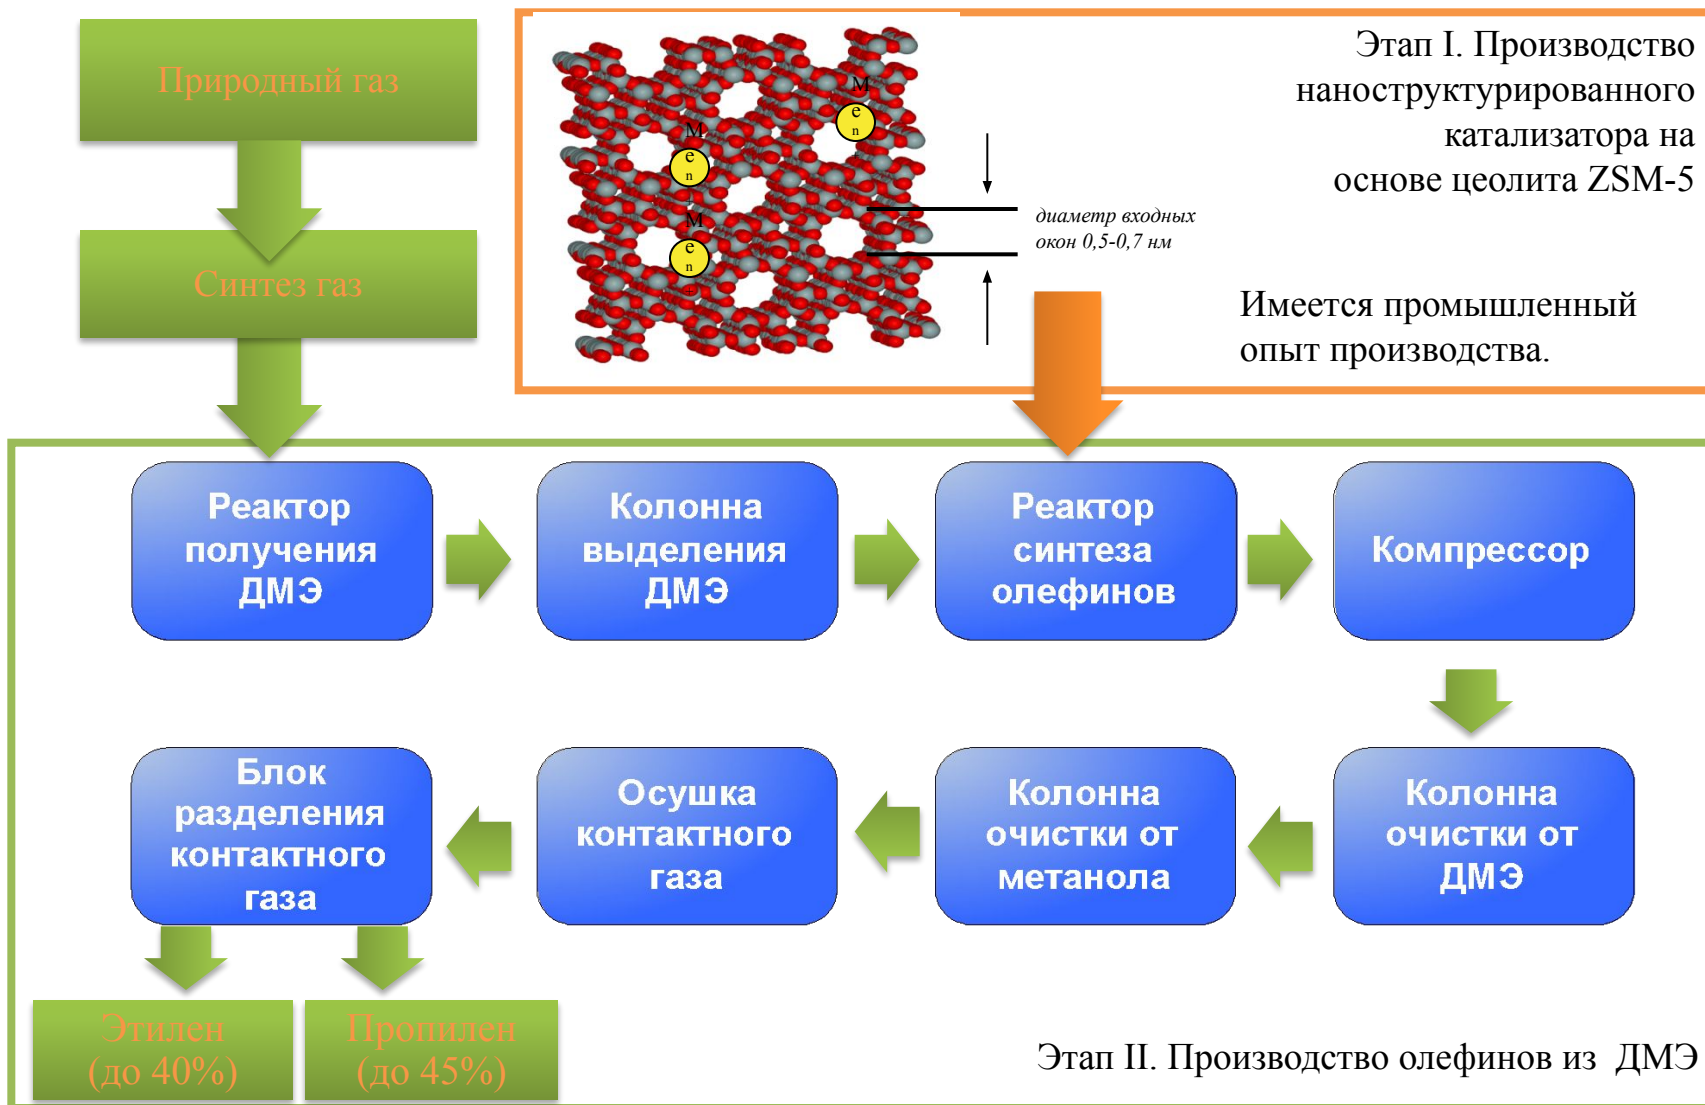 Природный газ
Синтез газ
M
e
n
M
e
n
+
M
e
n
+
диаметр входных
окон 0,5-0,7 нм
Этап I. Производство
наноструктурированного
катализатора на
основе цеолита ZSM-5
Имеется промышленный
опыт производства.
Реактор
получения
ДМЭ
Колонна
выделения
ДМЭ
Реактор
синтеза
олефинов
Компрессор
Блок
разделения
контактного
газа
Осушка
контактного
газа
Колонна
очистки от
метанола
Колонна
очистки от
ДМЭ
Этилен
(до 40%)
Пропилен
(до 45%)
Этап II. Производство олефинов из  ДМЭ